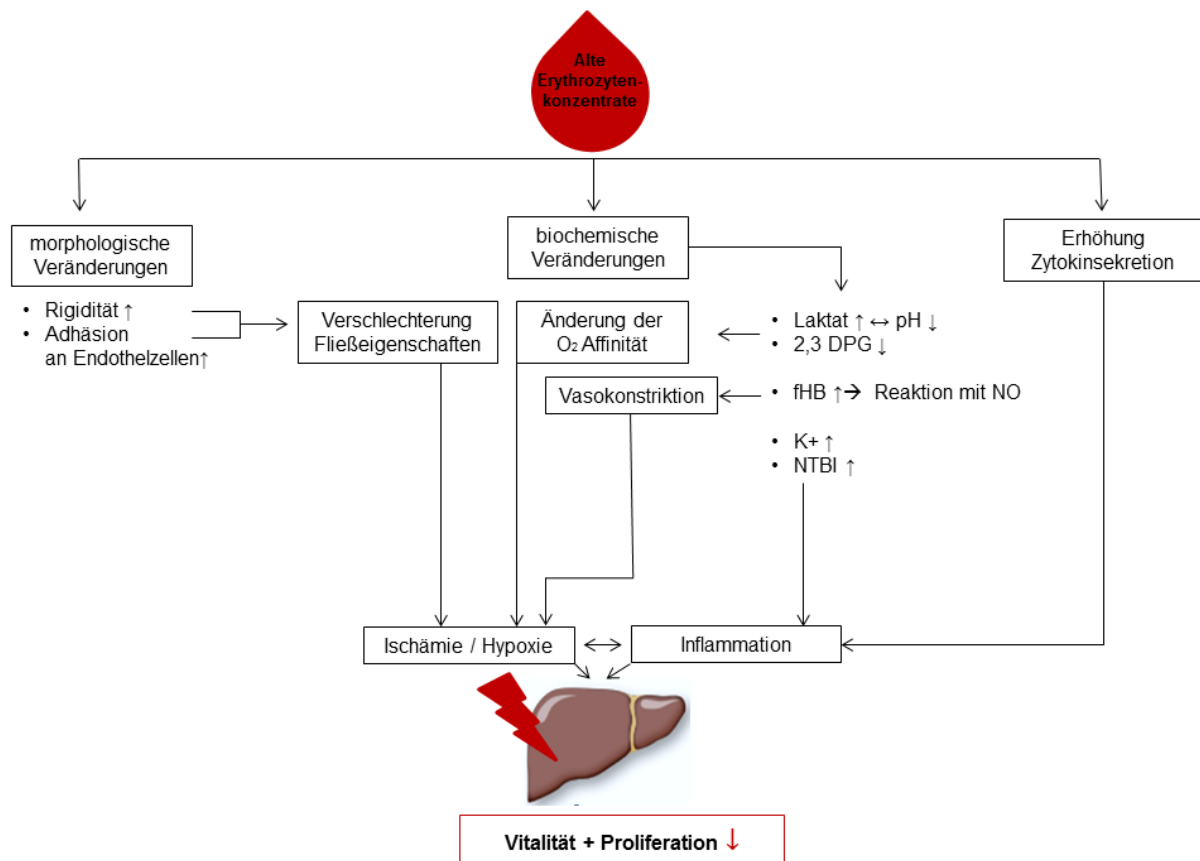 Alte
Erythrozyten-
konzentrate
morphologische
Veränderungen
biochemische
Veränderungen
Erhöhung
Zytokinsekretion
• Rigidität ↑
• Adhäsion
an Endothelzellen↑
Verschlechterung
Fließeigenschaften
Änderung der
O₂ Affinität
• Laktat ↑ ↔ pH ↓
• 2,3 DPG ↓
Vasokonstriktion
• fHB ↑→ Reaktion mit NO
• K+ ↑
• NTBI ↑
Ischämie / Hypoxie
Inflammation
Vitalität + Proliferation ↓